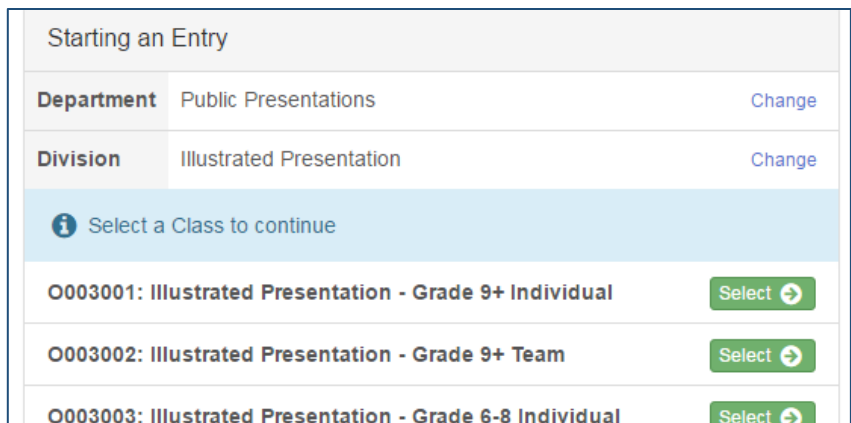 Starting an Entry
Department Public Presentations Change
Division Illustrated Presentation Change
Select a Class to continue
O003001: Illustrated Presentation - Grade 9+ Individual Select
O003002: Illustrated Presentation - Grade 9+ Team Select
O003003: Illustrated Presentation - Grade 6-8 Individual Select